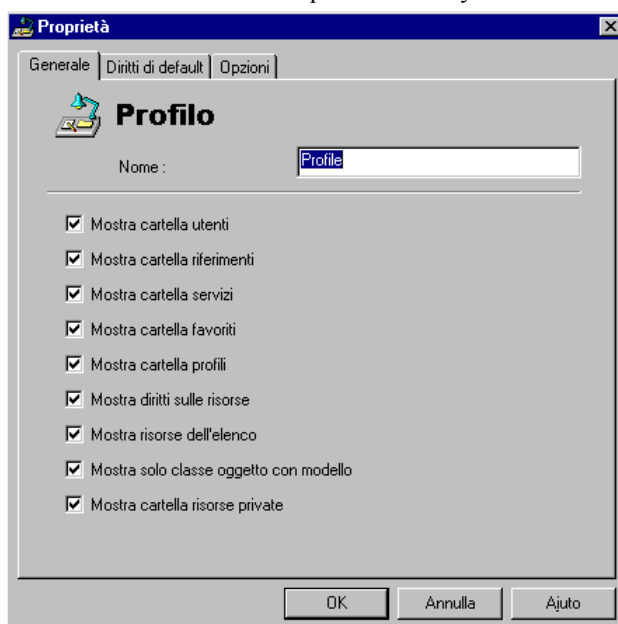 Proprietà
Generale Diritti di default Opzioni
Profilo
Nome : Profile
Mostra cartella utenti
Mostra cartella riferimenti
Mostra cartella servizi
Mostra cartella favoriti
Mostra cartella profili
Mostra diritti sulle risorse
Mostra risorse dell'elenco
Mostra solo classe oggetto con modello
Mostra cartella risorse private
OK Annulla Aiuto